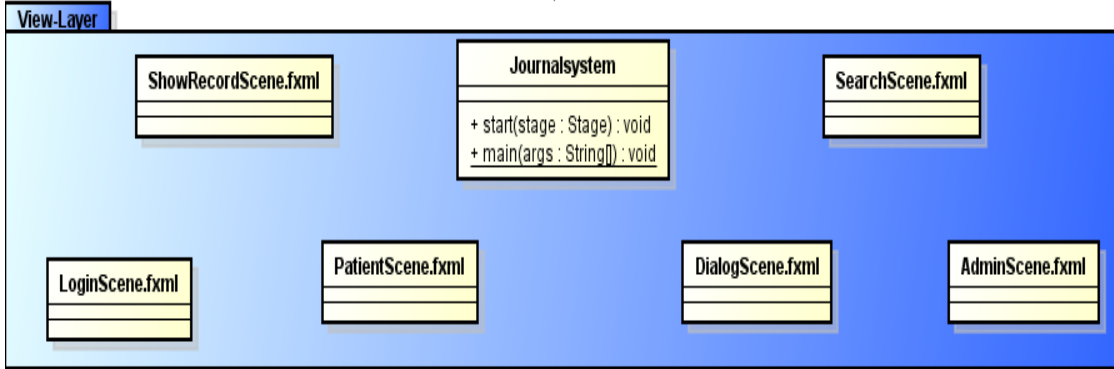 View-Layer
ShowRecordScene.fxml
Journalsystem
+ start(stage : Stage) : void
+ main(args : String[]) : void
SearchScene.fxml
LoginScene.fxml
PatientScene.fxml
DialogScene.fxml
AdminScene.fxml